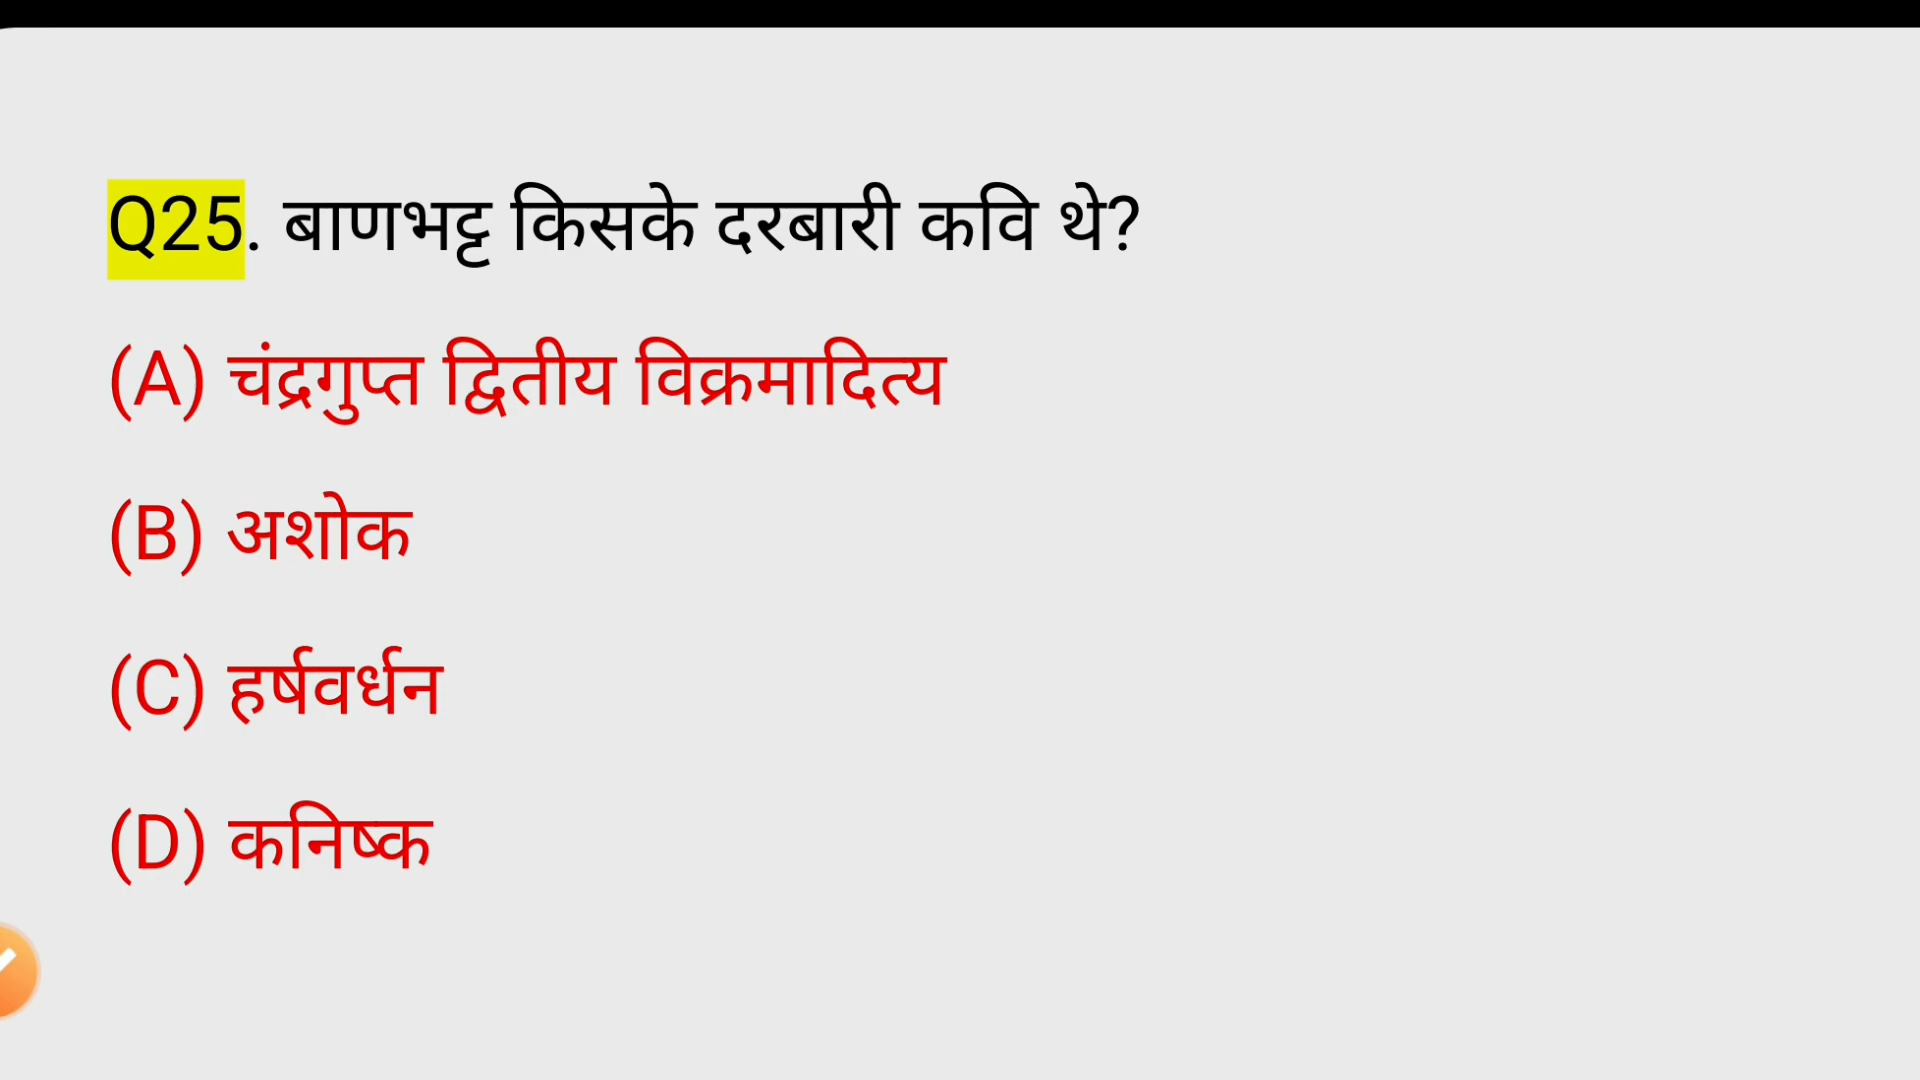 Q25. बाणभट्ट किसके दरबारी कवि थे?
(A) चंद्रगुप्त द्वितीय विक्रमादित्य
(B) अशोक
(C) हर्षवर्धन
(D) कनिष्क